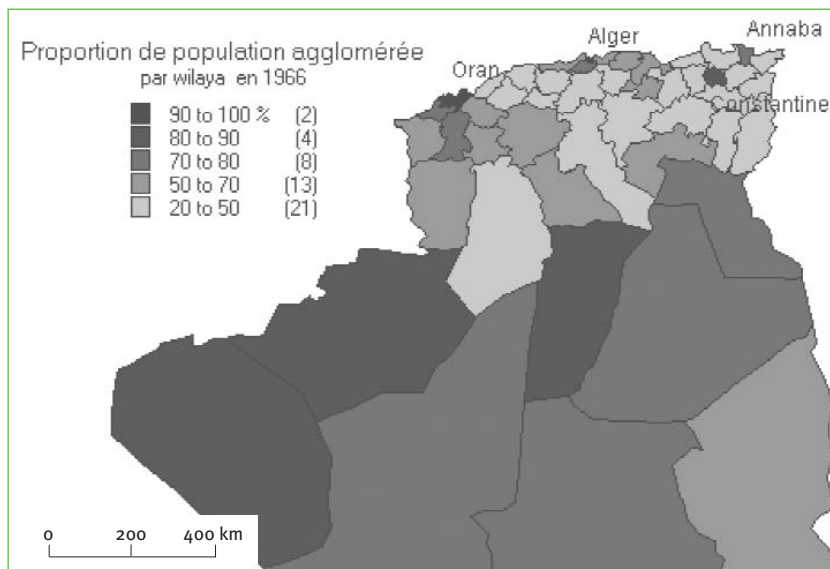 Proportion de population agglomérée
par wilaya en 1966
90 to 100 % (2)
80 to 90 (4)
70 to 80 (8)
50 to 70 (13)
20 to 50 (21)
Oran
Alger
Annaba
Constantine
0 200 400 km